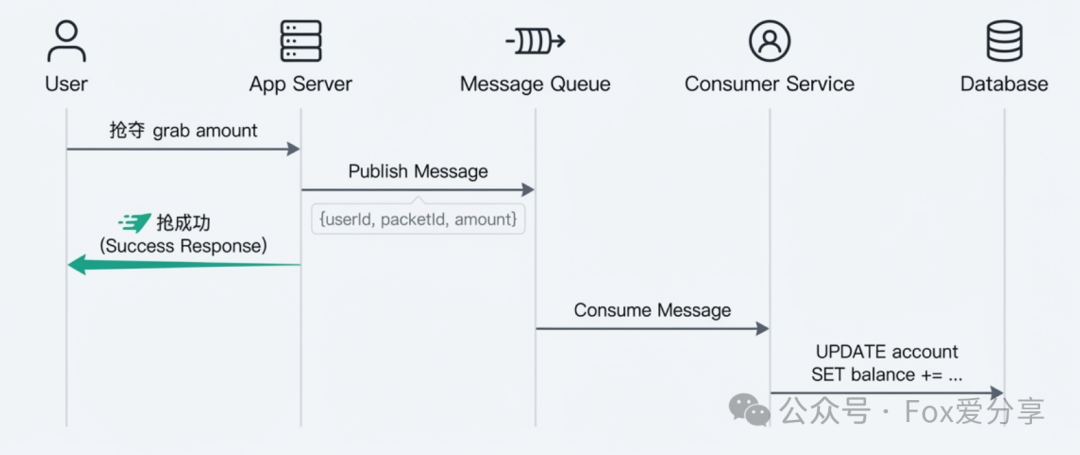 User
App Server
Message Queue
Consumer Service
Database
抢夺 grab amount
Publish Message
{userId, packetId, amount}
抢成功
(Success Response)
Consume Message
UPDATE account
SET balance += ...
公众号 · Fox爱分享